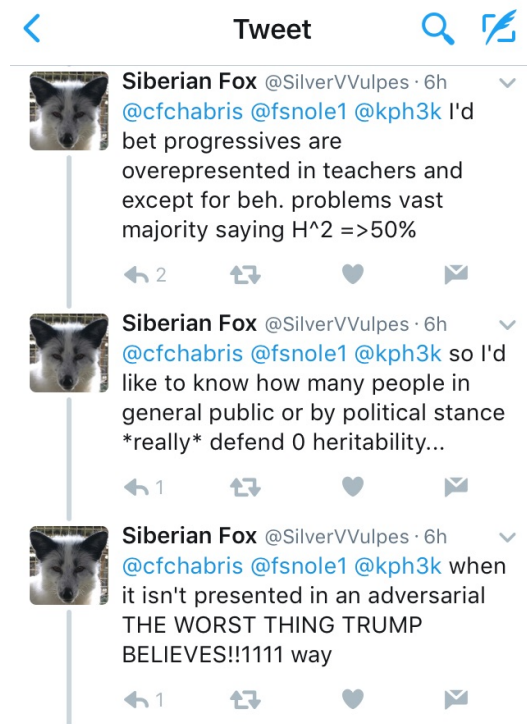 Tweet
Siberian Fox @SilverVVulpes · 6h
@cfchabris @fsnole1 @kph3k I'd
bet progressives are
overepresented in teachers and
except for beh. problems vast
majority saying H^2 =>50%
2
Siberian Fox @SilverVVulpes · 6h
@cfchabris @fsnole1 @kph3k so I'd
like to know how many people in
general public or by political stance
*really* defend 0 heritability...
1
Siberian Fox @SilverVVulpes · 6h
@cfchabris @fsnole1 @kph3k when
it isn't presented in an adversarial
THE WORST THING TRUMP
BELIEVES!!1111 way
1